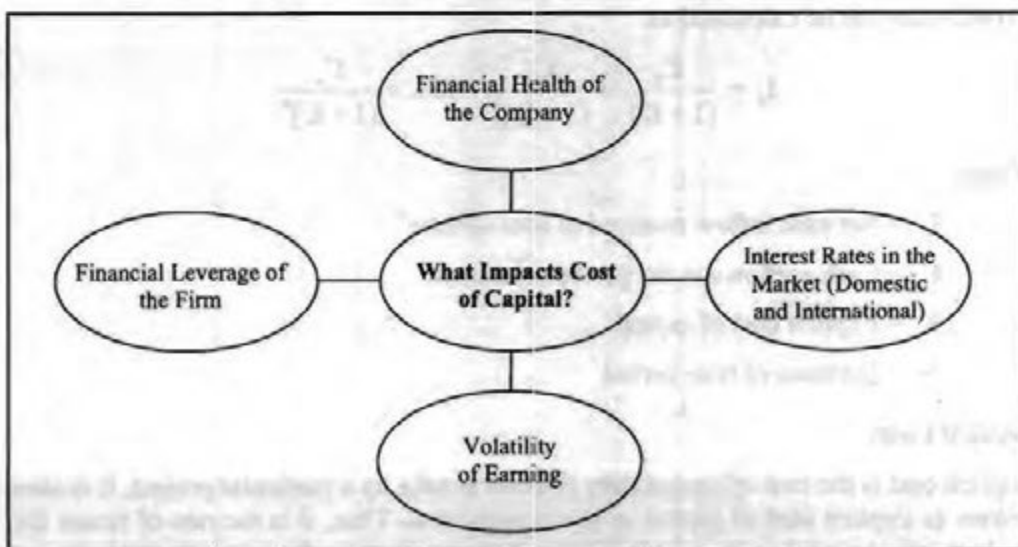 Financial Health of
the Company
Financial Leverage of
the Firm
What Impacts Cost
of Capital?
Interest Rates in the
Market (Domestic
and International)
Volatility
of Earning